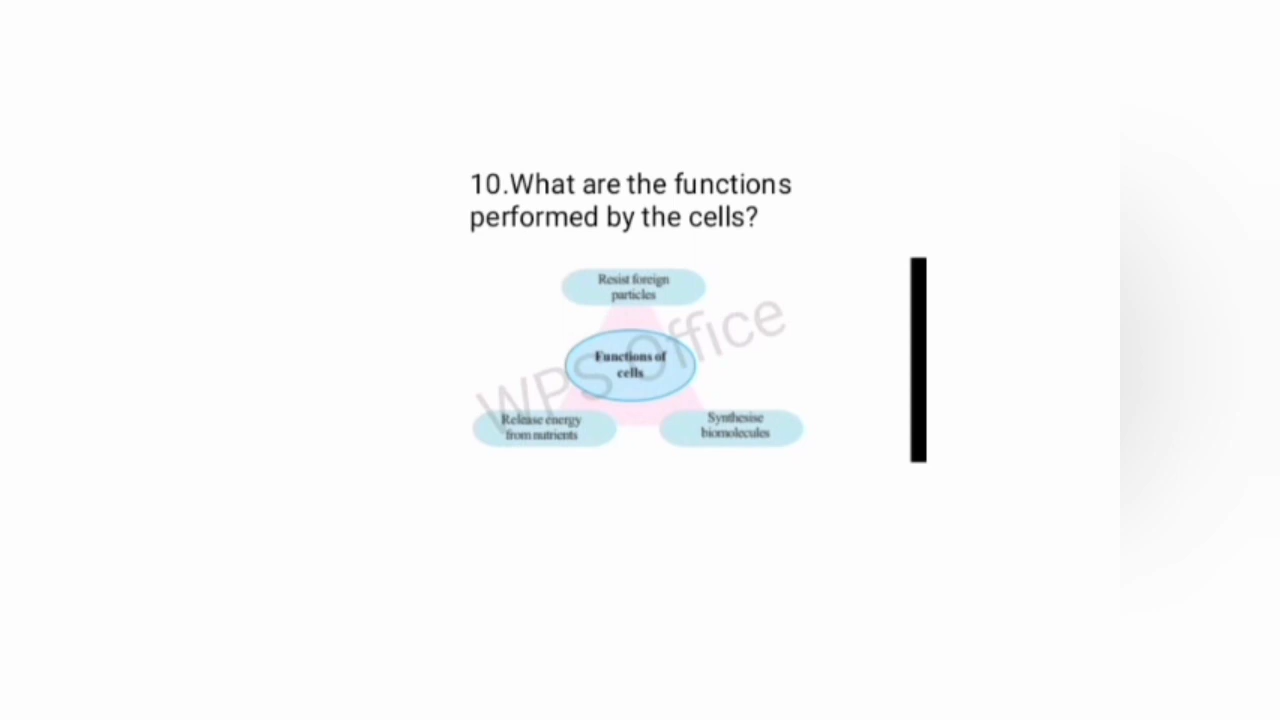 10.What are the functions
performed by the cells?
Resist foreign
particles
Functions of
cells
Release energy
from nutrients
Synthesise
biomolecules
WPS Office